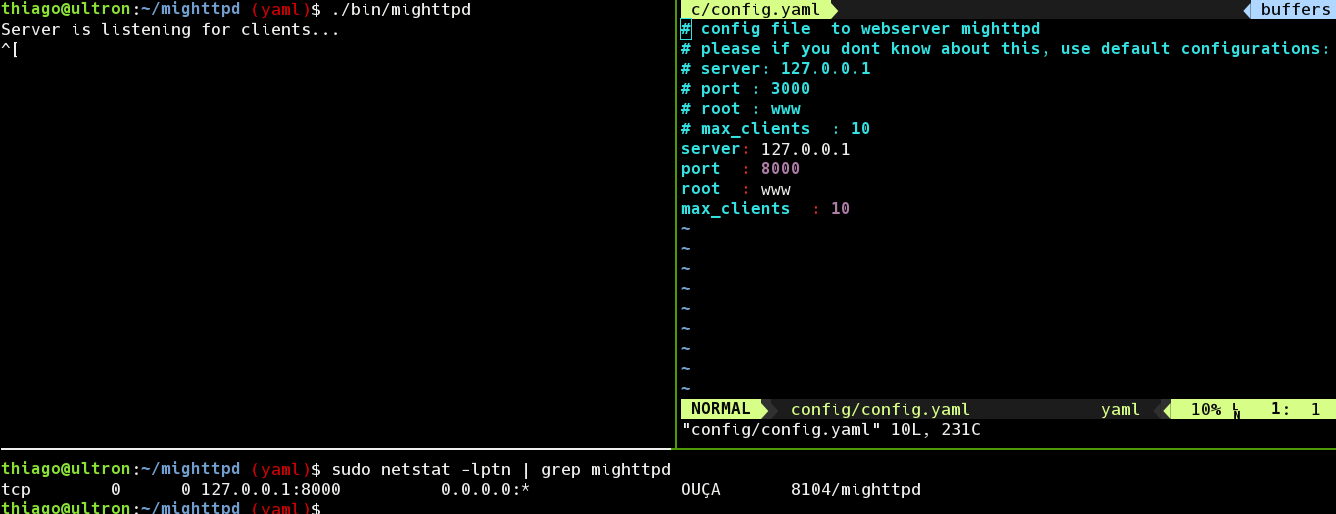 thiago@ultron:~/mighttpd (yaml)$ ./bin/mighttpd
Server is listening for clients...
^[
c/config.yaml buffers
# config file  to webserver mighttpd
# please if you dont know about this, use default configurations:
# server: 127.0.0.1
# port : 3000
# root : www
# max_clients  : 10
server: 127.0.0.1
port  : 8000
root  : www
max_clients  : 10
~
~
~
~
~
~
~
~
~
NORMAL config/config.yaml yaml 10% ␤ 1: 1
"config/config.yaml" 10L, 231C
thiago@ultron:~/mighttpd (yaml)$ sudo netstat -lptn | grep mighttpd
tcp        0      0 127.0.0.1:8000          0.0.0.0:*               OUÇA       8104/mighttpd
thiago@ultron:~/mighttpd (yaml)$